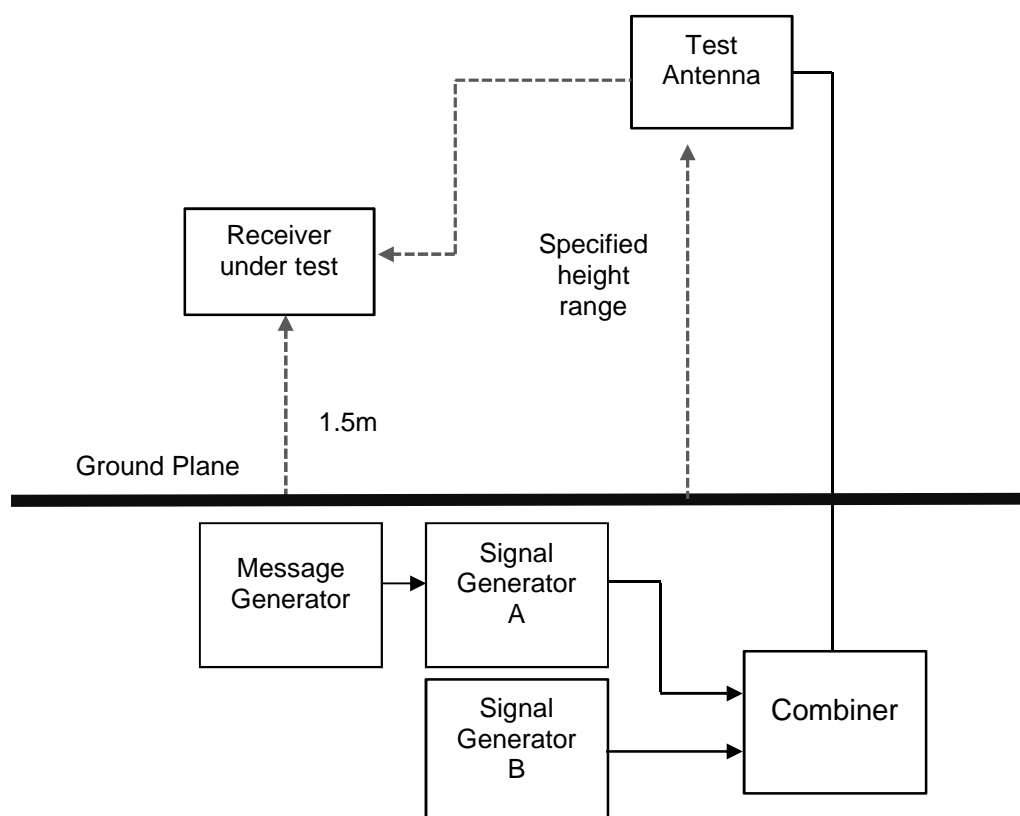 Test
Antenna
Receiver
under test
Specified
height
range
1.5m
Ground Plane
Message
Generator
Signal
Generator
A
Signal
Generator
B
Combiner